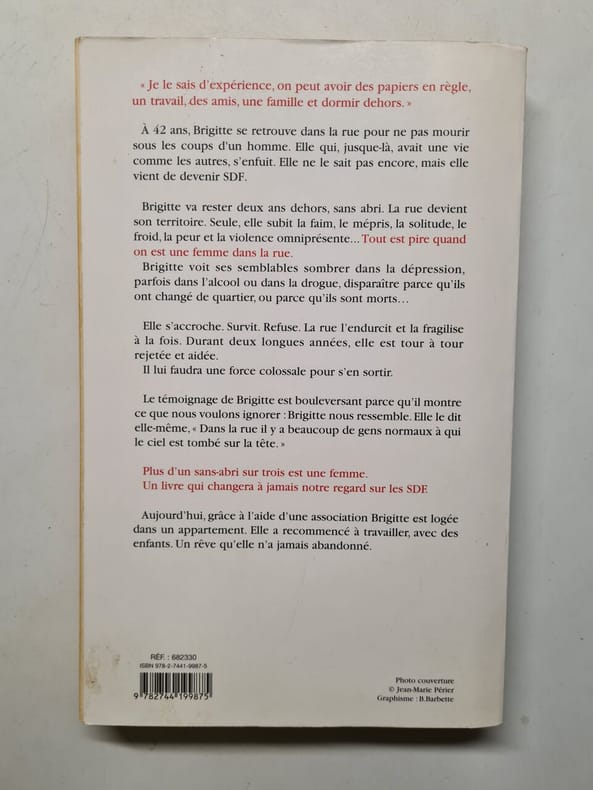 « Je le sais d'expérience, on peut avoir des papiers en règle,
un travail, des amis, une famille et dormir dehors. »
À 42 ans, Brigitte se retrouve dans la rue pour ne pas mourir
sous les coups d'un homme. Elle qui, jusque-là, avait une vie
comme les autres, s'enfuit. Elle ne le sait pas encore, mais elle
vient de devenir SDF.
Brigitte va rester deux ans dehors, sans abri. La rue devient
son territoire. Seule, elle subit la faim, le mépris, la solitude, le
froid, la peur et la violence omniprésente... Tout est pire quand
on est une femme dans la rue.
Brigitte voit ses semblables sombrer dans la dépression,
parfois dans l'alcool ou dans la drogue, disparaître parce qu'ils
ont changé de quartier, ou parce qu'ils sont morts...
Elle s'accroche. Survit. Refuse. La rue l'endurcit et la fragilise
à la fois. Durant deux longues années, elle est tour à tour
rejetée et aidée.
Il lui faudra une force colossale pour s'en sortir.
Le témoignage de Brigitte est bouleversant parce qu'il montre
ce que nous voulons ignorer : Brigitte nous ressemble. Elle le dit
elle-même, « Dans la rue il y a beaucoup de gens normaux à qui
le ciel est tombé sur la tête. »
Plus d'un sans-abri sur trois est une femme.
Un livre qui changera à jamais notre regard sur les SDF.
Aujourd'hui, grâce à l'aide d'une association Brigitte est logée
dans un appartement. Elle a recommencé à travailler, avec des
enfants. Un rêve qu'elle n'a jamais abandonné.
RÉF. : 682330
ISBN 978-2-7441-9987-5
9 782744 199875
Photo couverture
© Jean-Marie Périer
Graphisme : B.Barbette